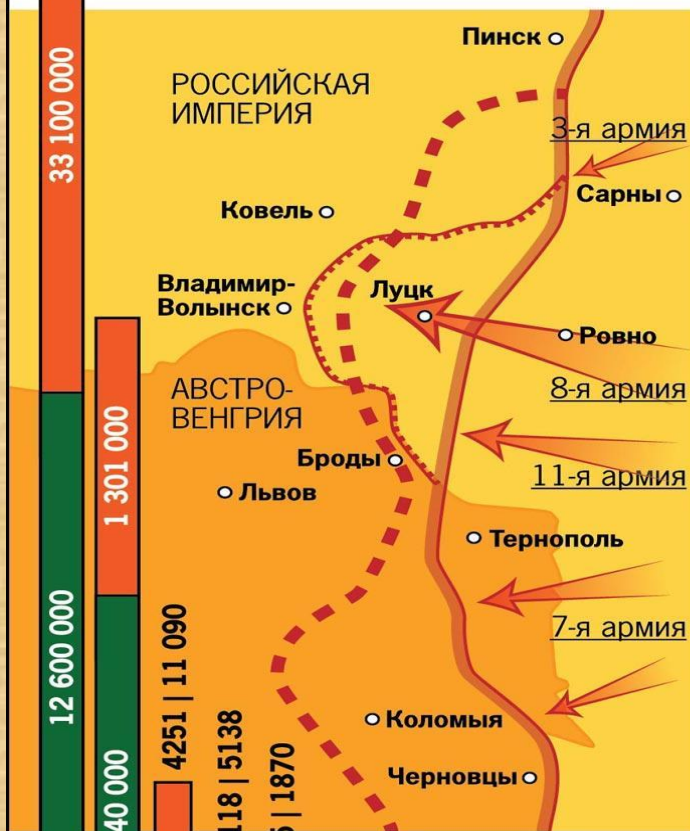 Пинск
РОССИЙСКАЯ
ИМПЕРИЯ
3-я армия
Сарны
Ковель
Владимир-
Волынск
Луцк
Ровно
8-я армия
АВСТРО-
ВЕНГРИЯ
Броды
11-я армия
Львов
Тернополь
7-я армия
Коломыя
Черновцы
33 100 000
12 600 000
1 301 000
40 000
4251 | 11 090
118 | 5138
| 1870